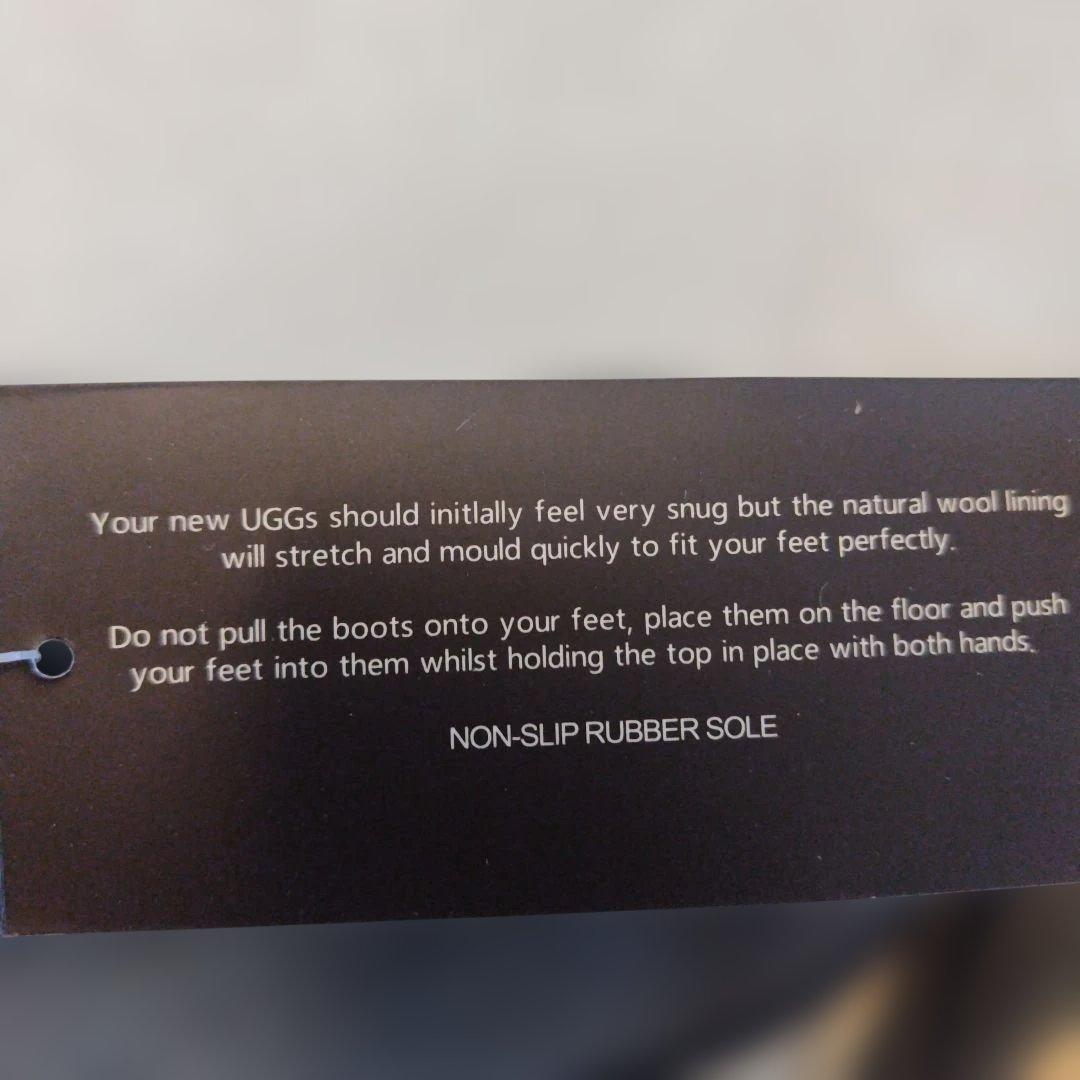 Your new UGGs should initlally feel very snug but the natural wool lining
will stretch and mould quickly to fit your feet perfectly.
Do not pull the boots onto your feet, place them on the floor and push
your feet into them whilst holding the top in place with both hands.
NON-SLIP RUBBER SOLE